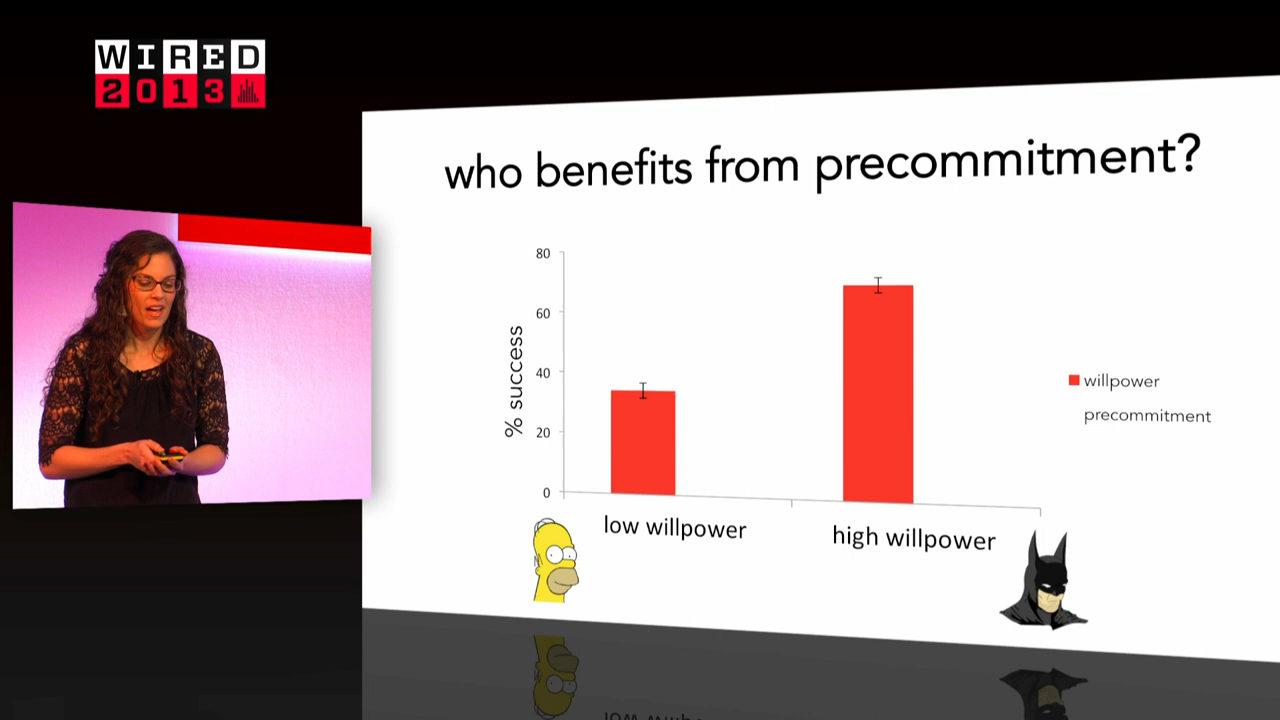 WIRED
2013
who benefits from precommitment?
80
60
40
20
0
% success
willpower
precommitment
low willpower
high willpower